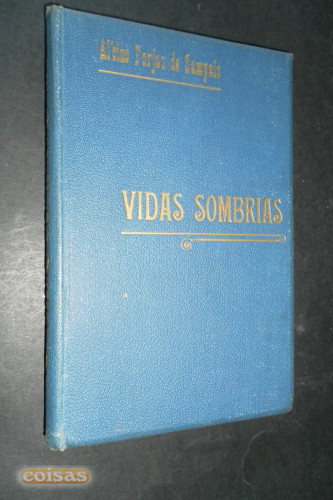 Albino Forjaz de Sampaio
VIDAS SOMBRIAS
coisas